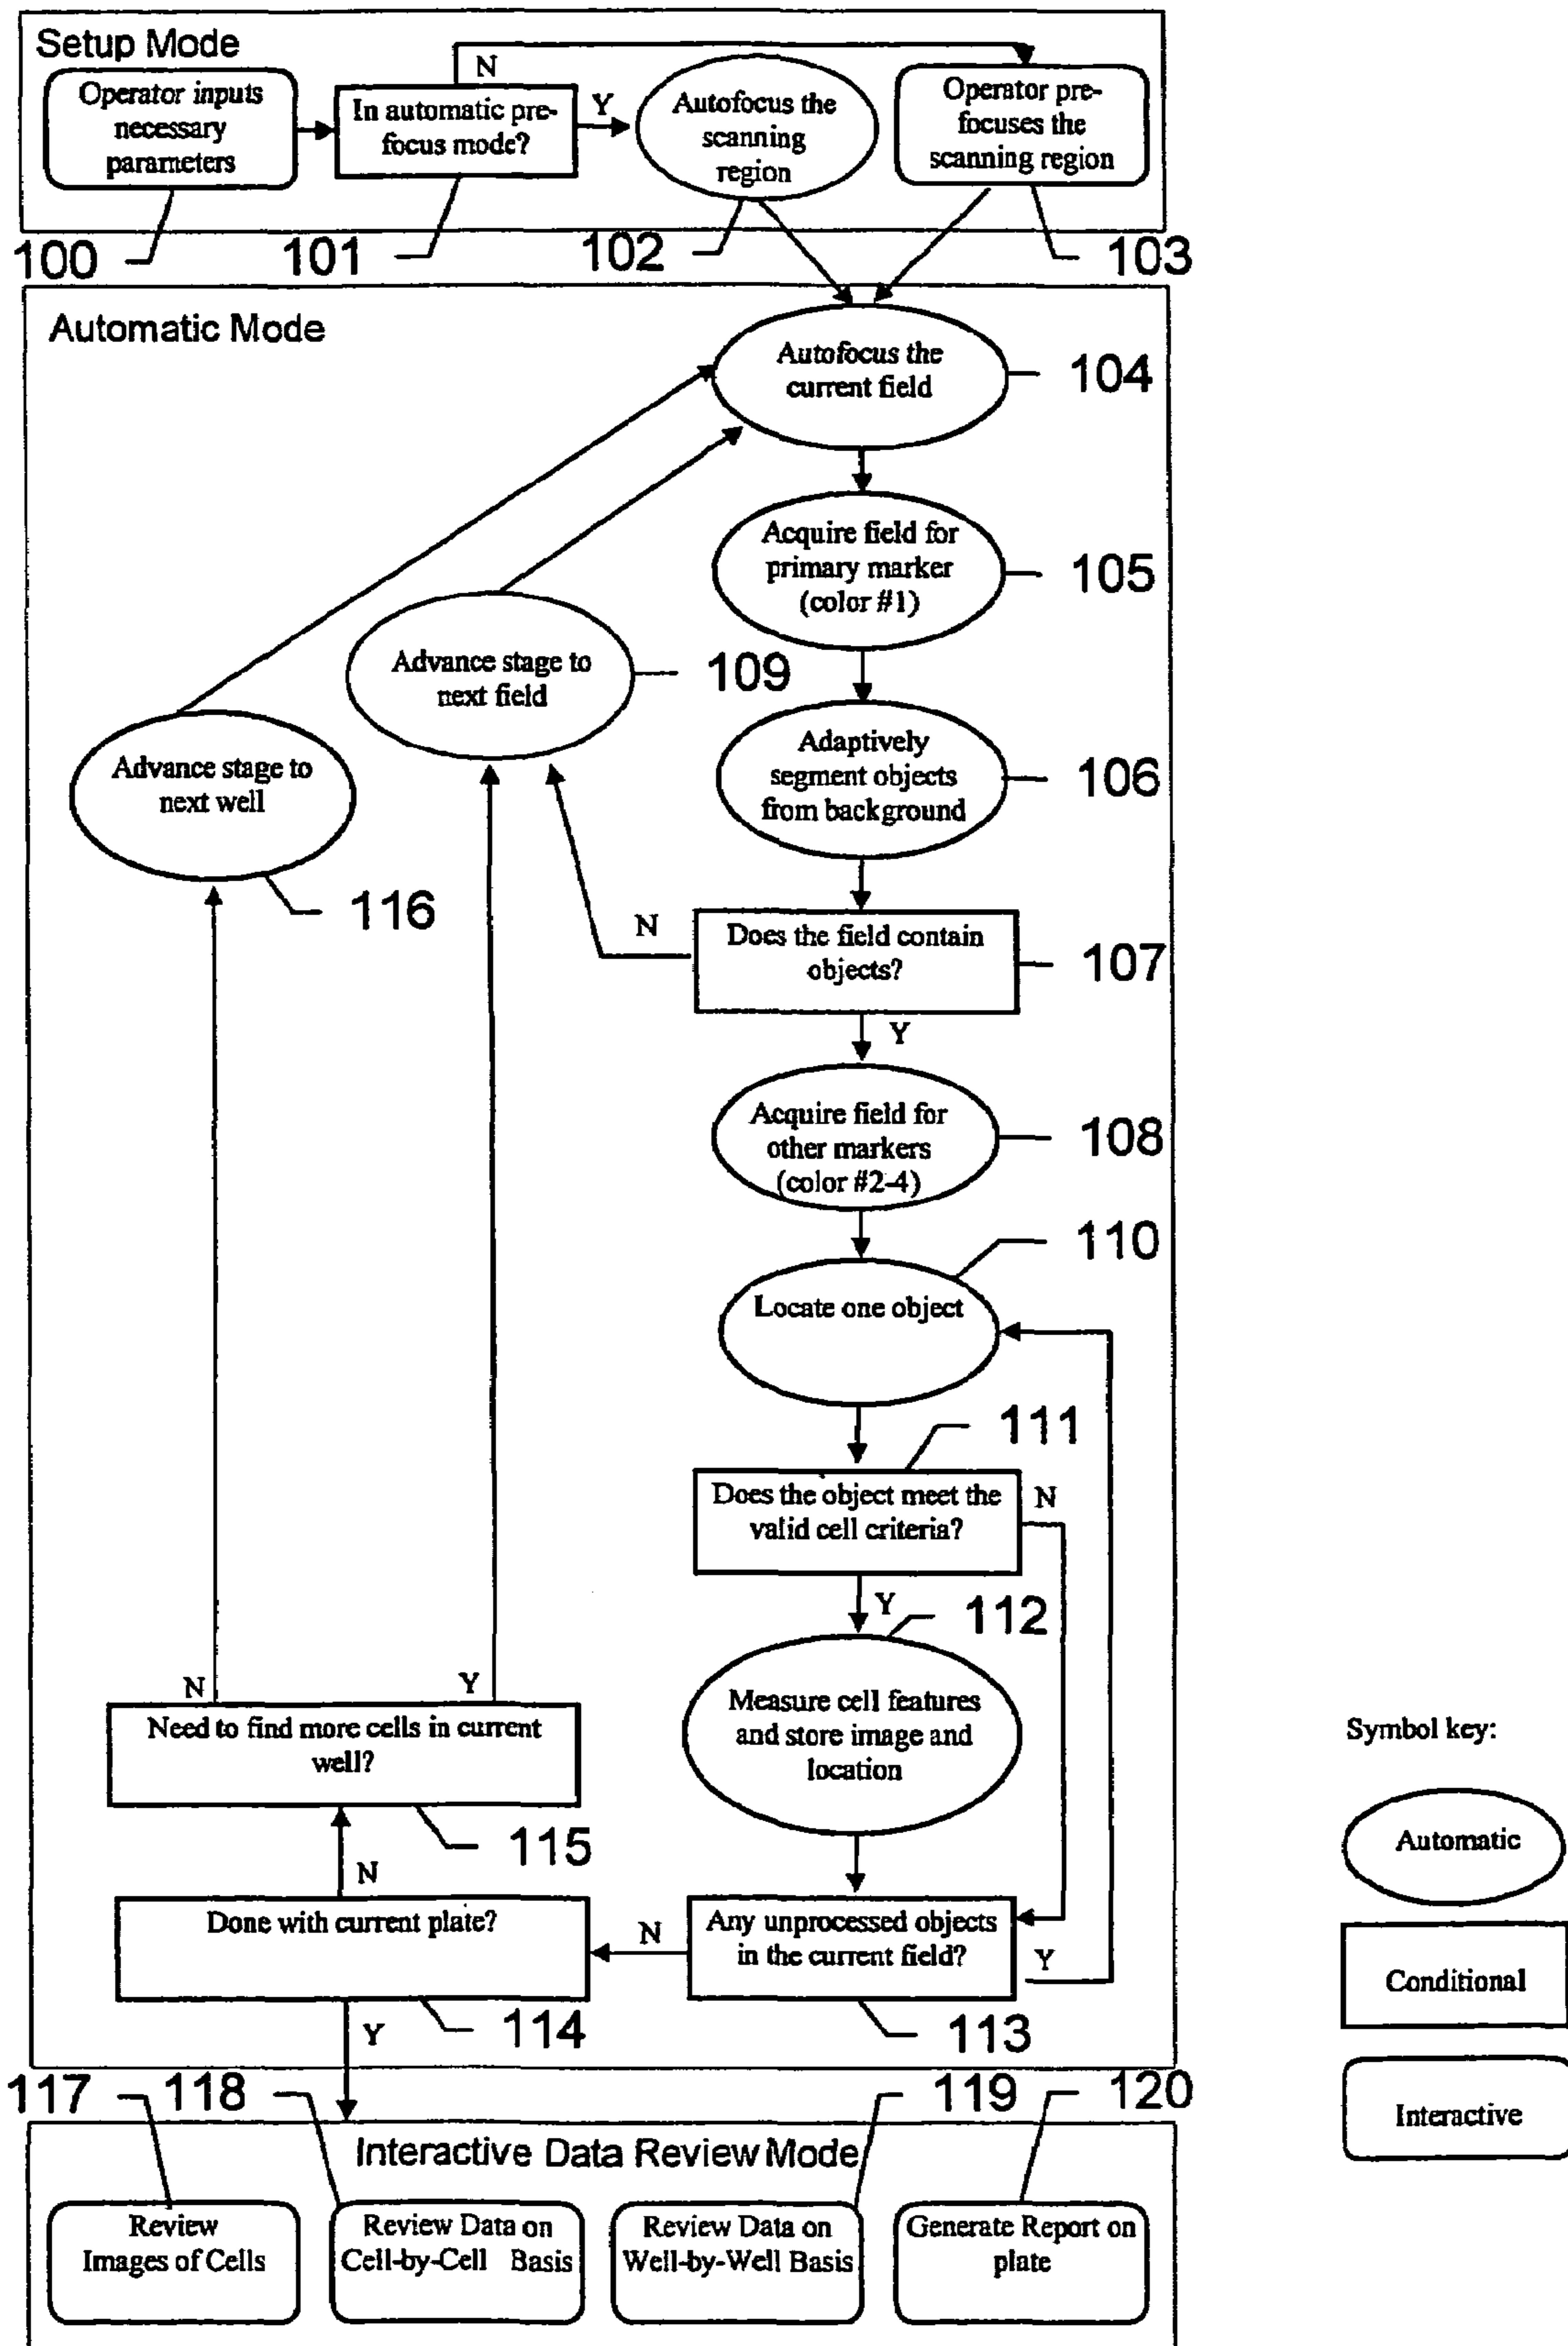 Setup Mode
Operator inputs
necessary
parameters
N
In automatic pre-
focus mode?
Y
Autofocus the
scanning
region
Operator pre-
focuses the
scanning region
100
101
102
103
Automatic Mode
Autofocus the
current field
104
Acquire field for
primary marker
(color #1)
105
Advance stage to
next field
109
Adaptively
segment objects
from background
106
Advance stage to
next well
116
N
Does the field contain
objects?
107
Y
Acquire field for
other markers
(color #2-4)
108
110
Locate one object
111
Does the object meet the
valid cell criteria?
N
Y
112
Measure cell features
and store image and
location
N
Y
Need to find more cells in current
well?
115
N
Done with current plate?
N
Any unprocessed objects
in the current field?
Y
114
113
Y
Symbol key:
Automatic
Conditional
Interactive
117
118
119
120
Interactive Data Review Mode
Review
Images of Cells
Review Data on
Cell-by-Cell Basis
Review Data on
Well-by-Well Basis
Generate Report on
plate